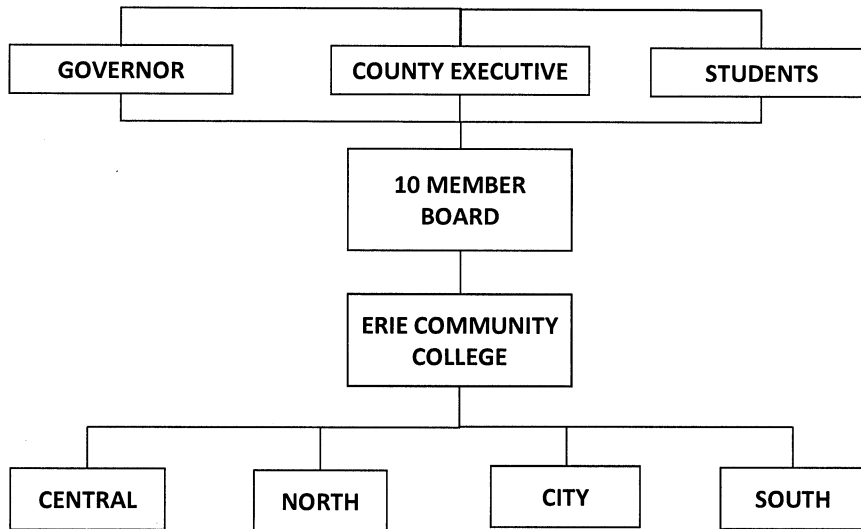 GOVERNOR
COUNTY EXECUTIVE
STUDENTS
10 MEMBER
BOARD
ERIE COMMUNITY
COLLEGE
CENTRAL
NORTH
CITY
SOUTH